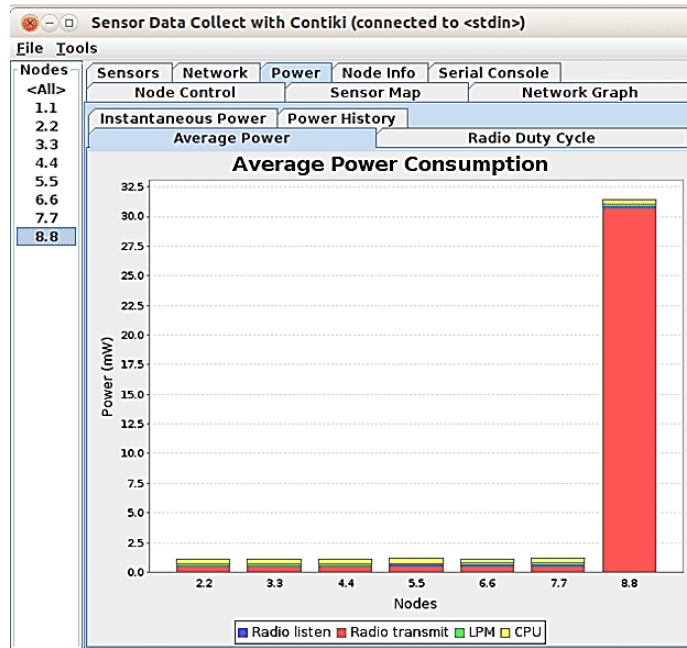 Sensor Data Collect with Contiki (connected to <stdin>)
File Tools
Nodes
<All>
1.1
2.2
3.3
4.4
5.5
6.6
7.7
8.8
Sensors Network Power Node Info Serial Console
Node Control Sensor Map Network Graph
Instantaneous Power Power History
Average Power Radio Duty Cycle
Average Power Consumption
Power (mW)
32.5
30.0
27.5
25.0
22.5
20.0
17.5
15.0
12.5
10.0
7.5
5.0
2.5
0.0
2.2 3.3 4.4 5.5 6.6 7.7 8.8
Nodes
Radio listen Radio transmit LPM CPU